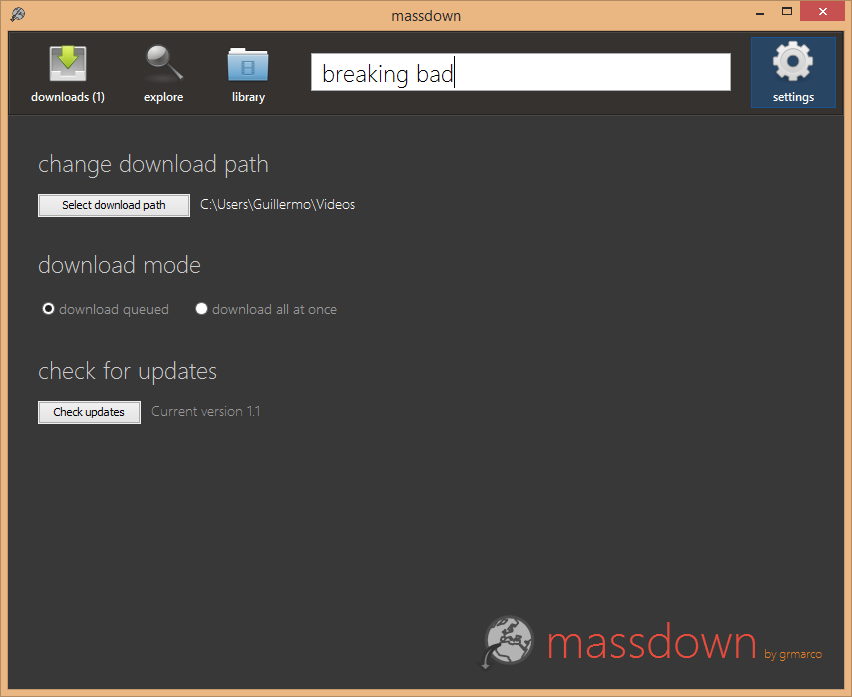 massdown
downloads (1) explore library breaking bad settings
change download path
Select download path C:\Users\Guillermo\Videos
download mode
download queued download all at once
check for updates
Check updates Current version 1.1
massdown by grmarco